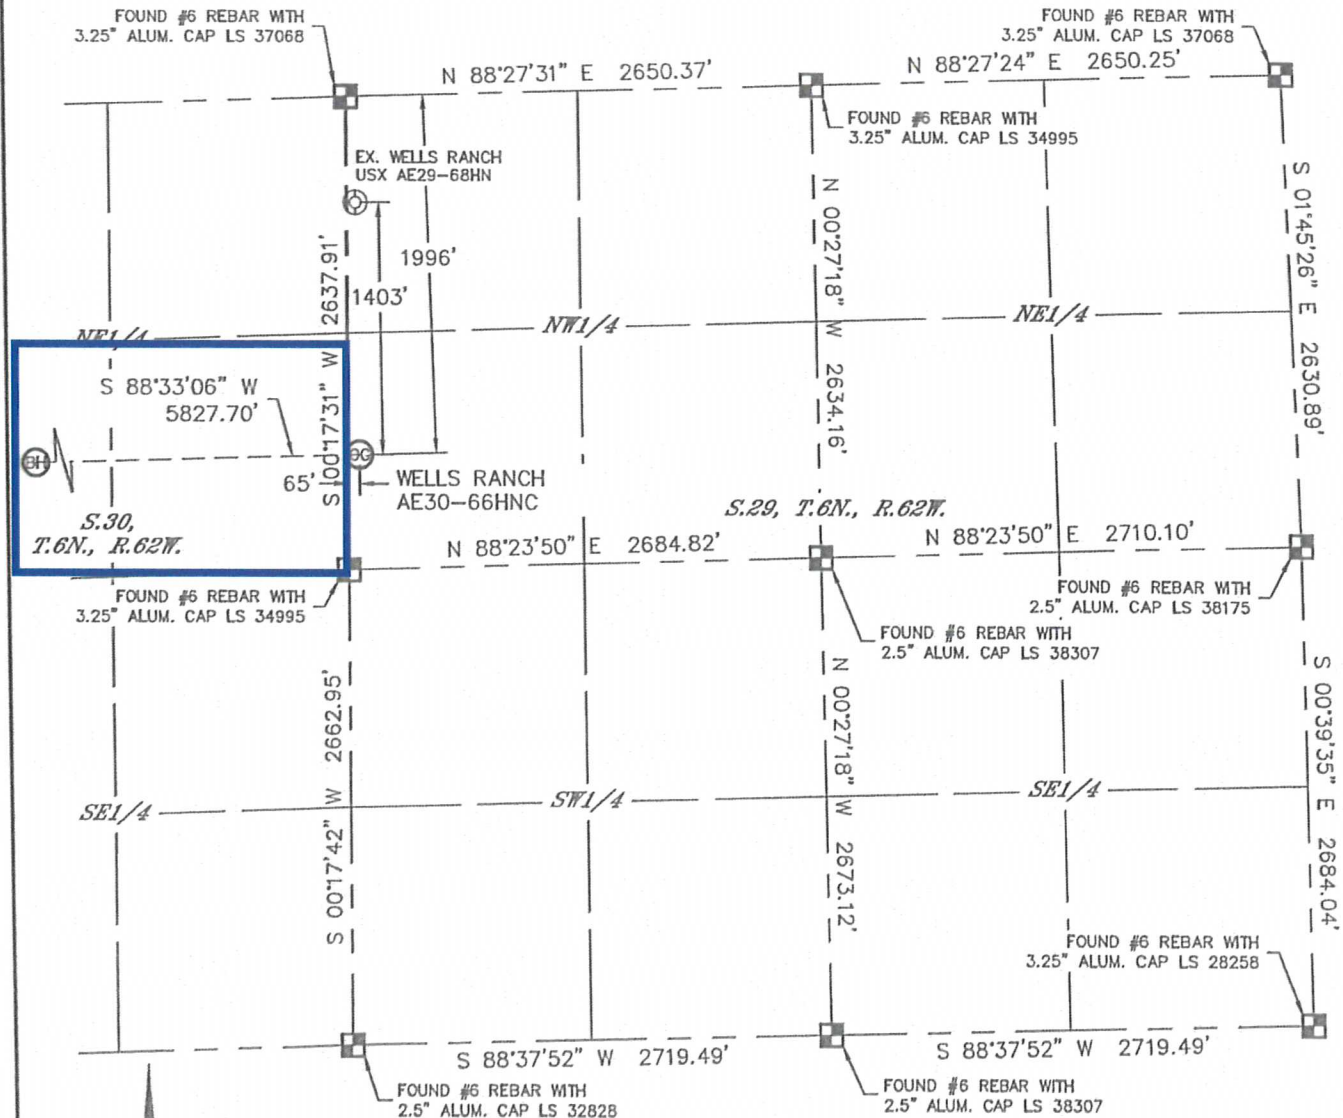 FOUND #6 REBAR WITH
3.25" ALUM. CAP LS 37068
FOUND #6 REBAR WITH
3.25" ALUM. CAP LS 37068
N 88°27'31" E 2650.37'
N 88°27'24" E 2650.25'
FOUND #6 REBAR WITH
3.25" ALUM. CAP LS 34995
EX. WELLS RANCH
USX AE29-68HN
1996'
1403'
S 00°17'31" W 2637.91'
N 00°27'18" W 2634.16'
S 01°45'26" E 2630.89'
NE1/4
NW1/4
NE1/4
S 88°33'06" W
5827.70'
BH
65'
WELLS RANCH
AE30-66HNC
S.30,
T.6N., R.62W.
S.29, T.6N., R.62W.
N 88°23'50" E 2684.82'
N 88°23'50" E 2710.10'
FOUND #6 REBAR WITH
3.25" ALUM. CAP LS 34995
FOUND #6 REBAR WITH
2.5" ALUM. CAP LS 38175
FOUND #6 REBAR WITH
2.5" ALUM. CAP LS 38307
S 00°17'42" W 2662.95'
N 00°27'18" W 2673.12'
S 00°39'35" E 2684.04'
SE1/4
SW1/4
SE1/4
FOUND #6 REBAR WITH
3.25" ALUM. CAP LS 28258
S 88°37'52" W 2719.49'
S 88°37'52" W 2719.49'
FOUND #6 REBAR WITH
2.5" ALUM. CAP LS 32828
FOUND #6 REBAR WITH
2.5" ALUM. CAP LS 38307